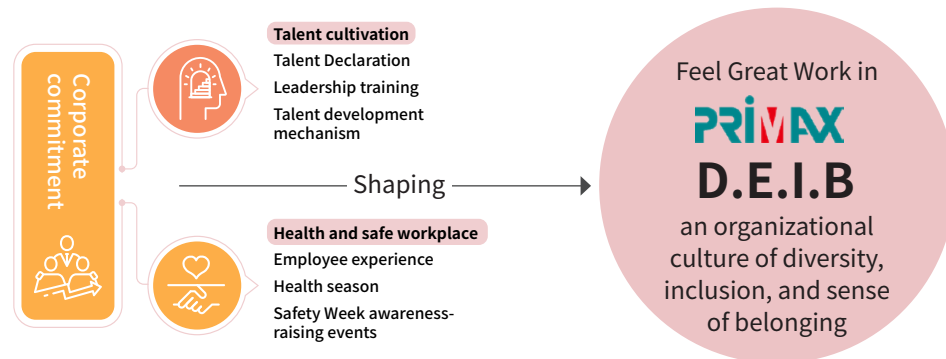 Corporate
commitment
Talent cultivation
Talent Declaration
Leadership training
Talent development
mechanism
Shaping
Health and safe workplace
Employee experience
Health season
Safety Week awareness-
raising events
Feel Great Work in
PRIMAX
D.E.I.B
an organizational
culture of diversity,
inclusion, and sense
of belonging